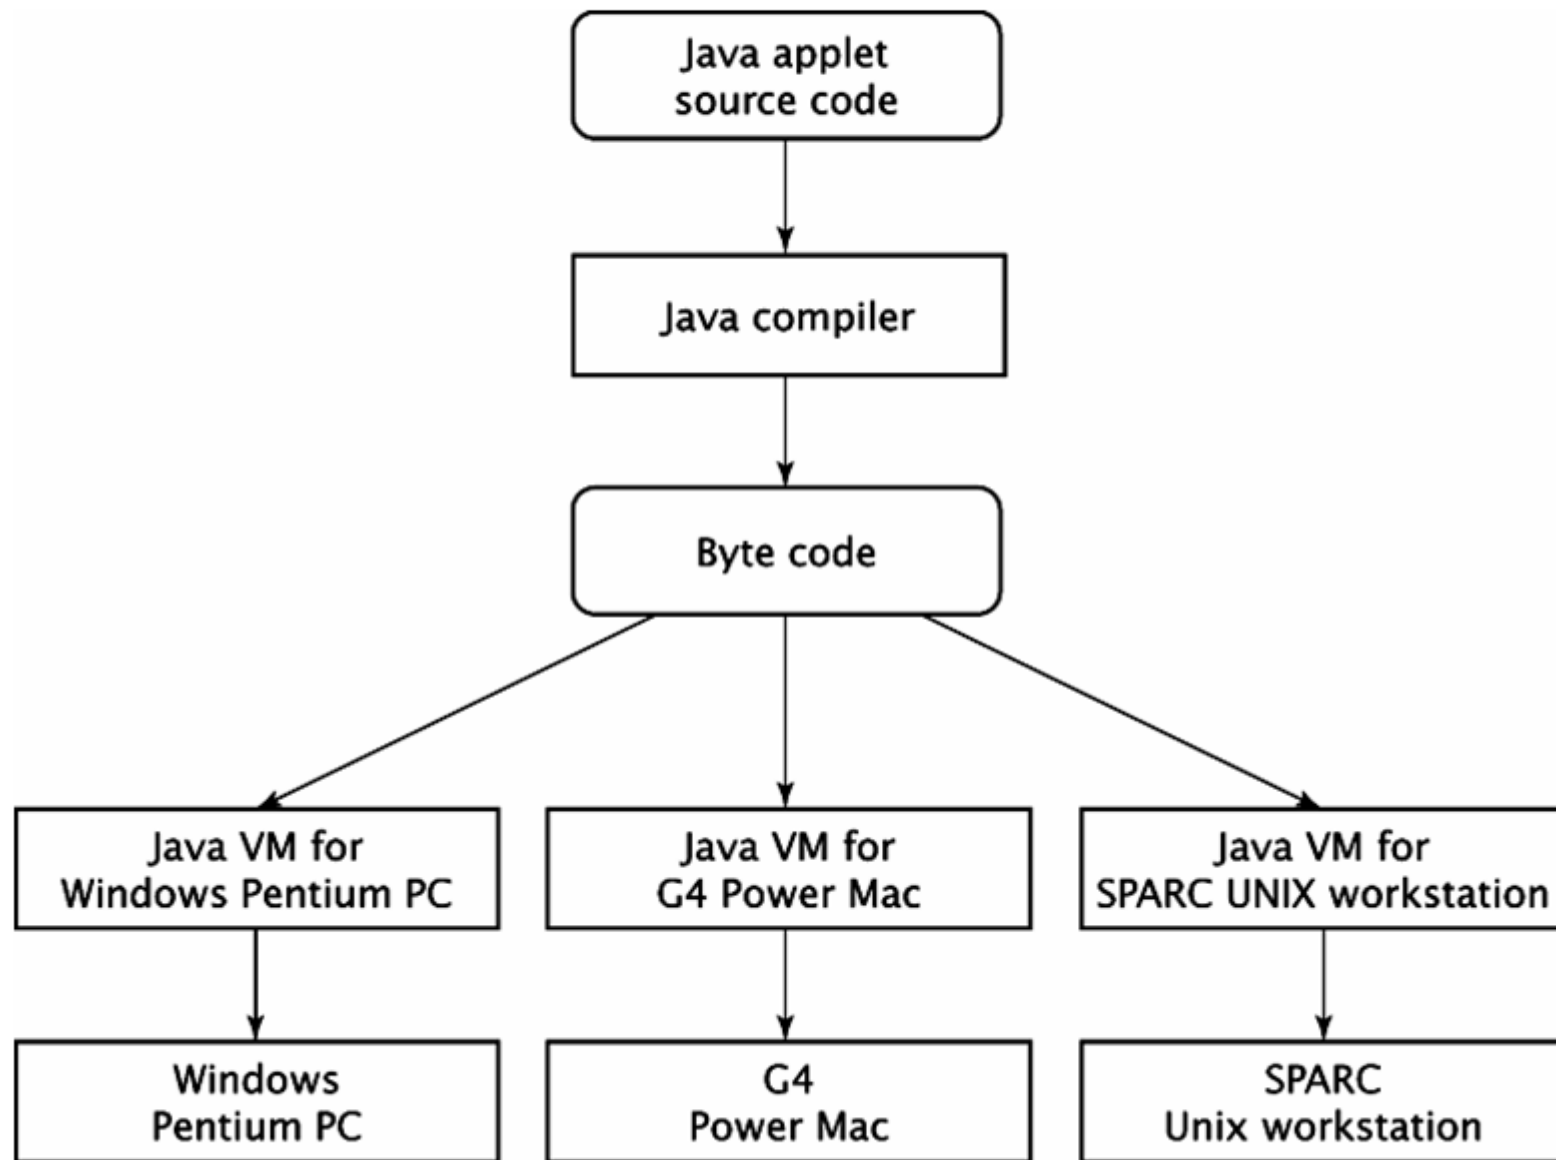 Java applet
source code
Java compiler
Byte code
Java VM for
Windows Pentium PC
Java VM for
G4 Power Mac
Java VM for
SPARC UNIX workstation
Windows
Pentium PC
G4
Power Mac
SPARC
Unix workstation